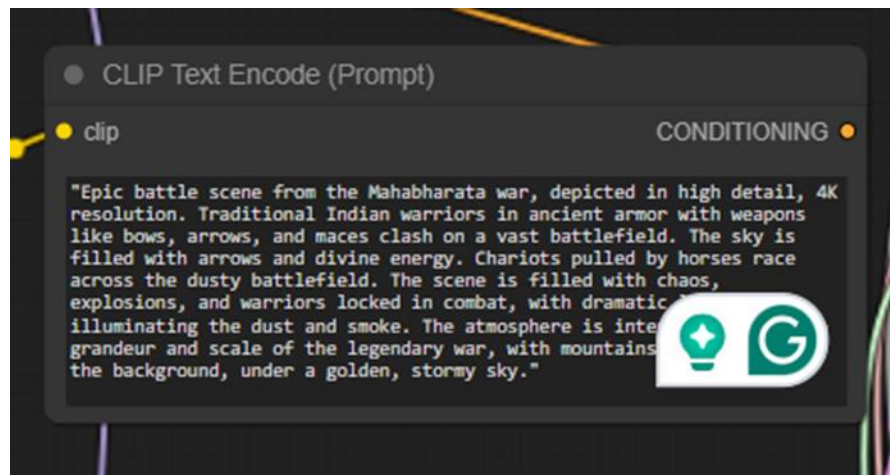 CLIP Text Encode (Prompt)
clip
CONDITIONING
"Epic battle scene from the Mahabharata war, depicted in high detail, 4K
resolution. Traditional Indian warriors in ancient armor with weapons
like bows, arrows, and maces clash on a vast battlefield. The sky is
filled with arrows and divine energy. Chariots pulled by horses race
across the dusty battlefield. The scene is filled with chaos,
explosions, and warriors locked in combat, with dramatic
illuminating the dust and smoke. The atmosphere is
grandeur and scale of the legendary war, with mountains
the background, under a golden, stormy sky."
G